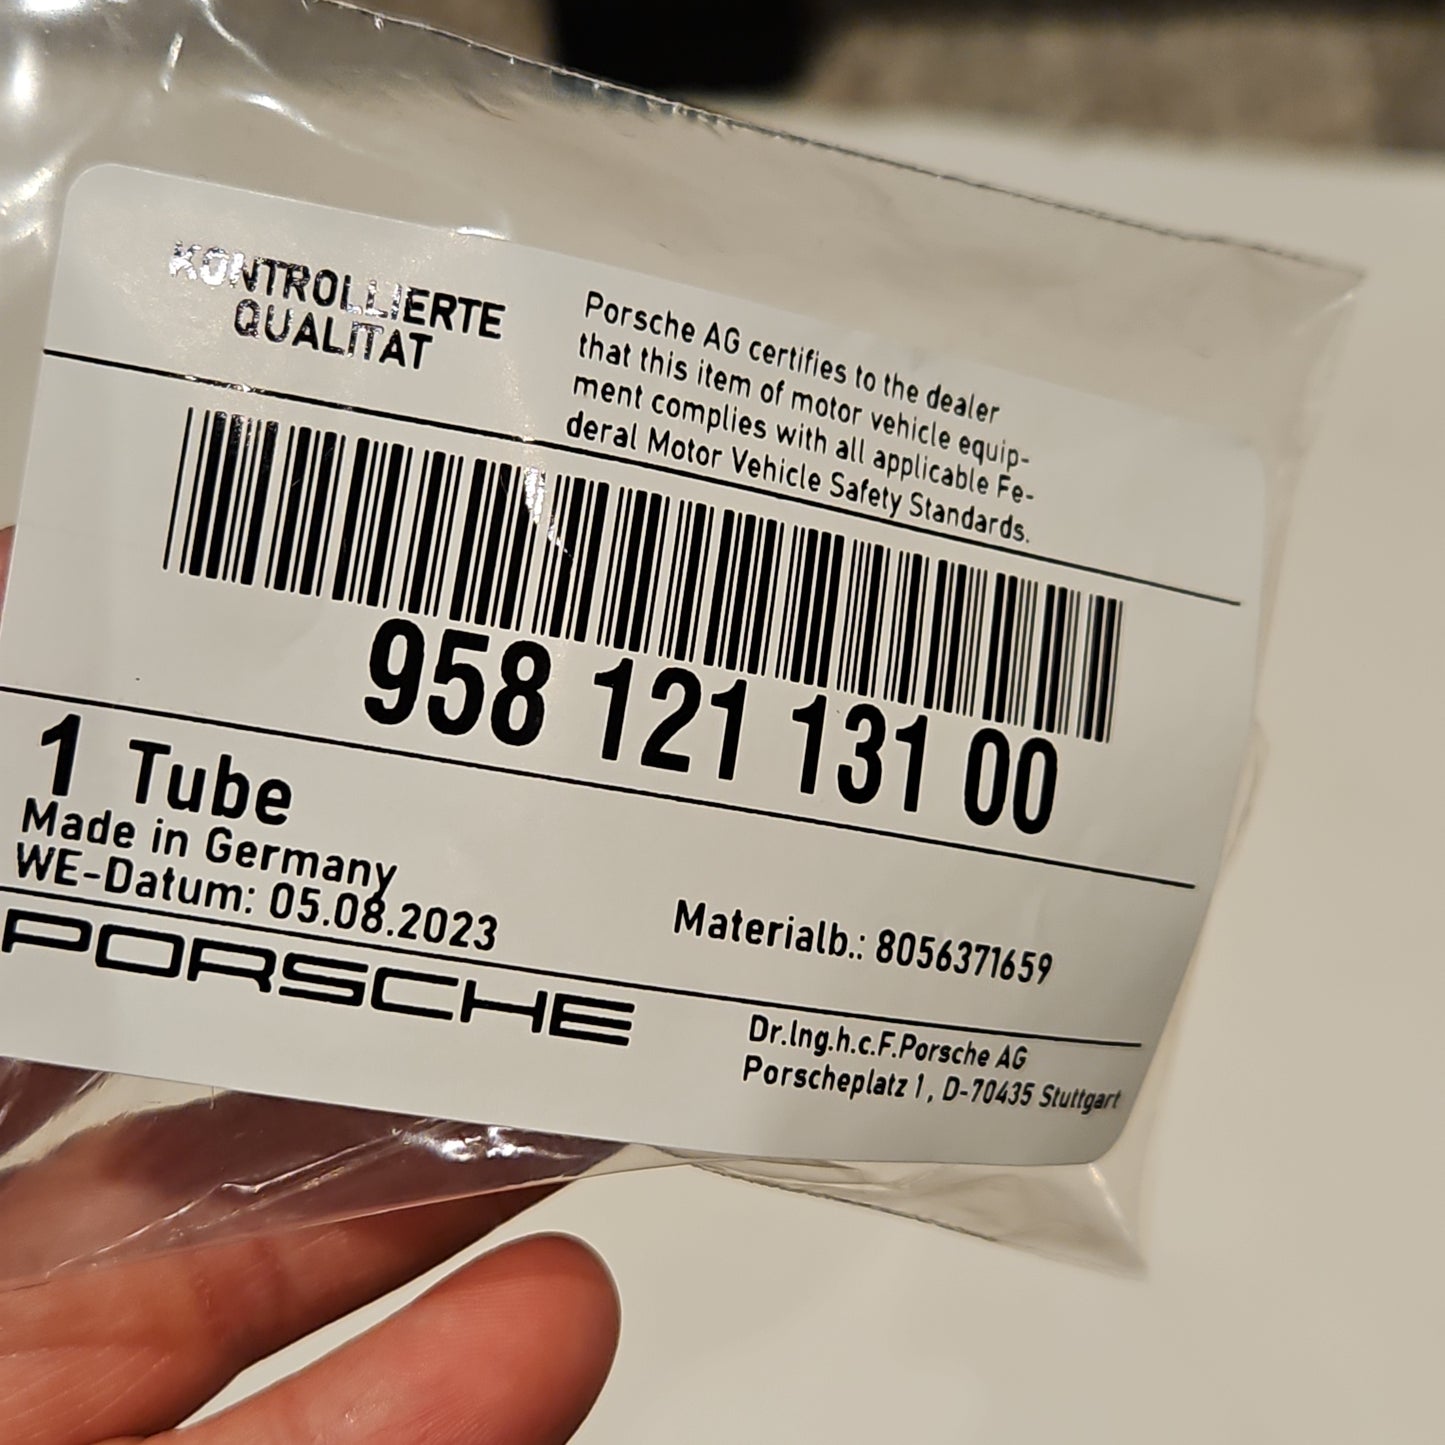 KONTROLLIERTE
QUALITAT
Porsche AG certifies to the dealer
that this item of motor vehicle equip-
ment complies with all applicable Fe-
deral Motor Vehicle Safety Standards.
958 121 131 00
1 Tube
Made in Germany
WE-Datum: 05.08.2023
Materialb.: 8056371659
PORSCHE
Dr.Ing.h.c.F.Porsche AG
Porscheplatz 1, D-70435 Stuttgart